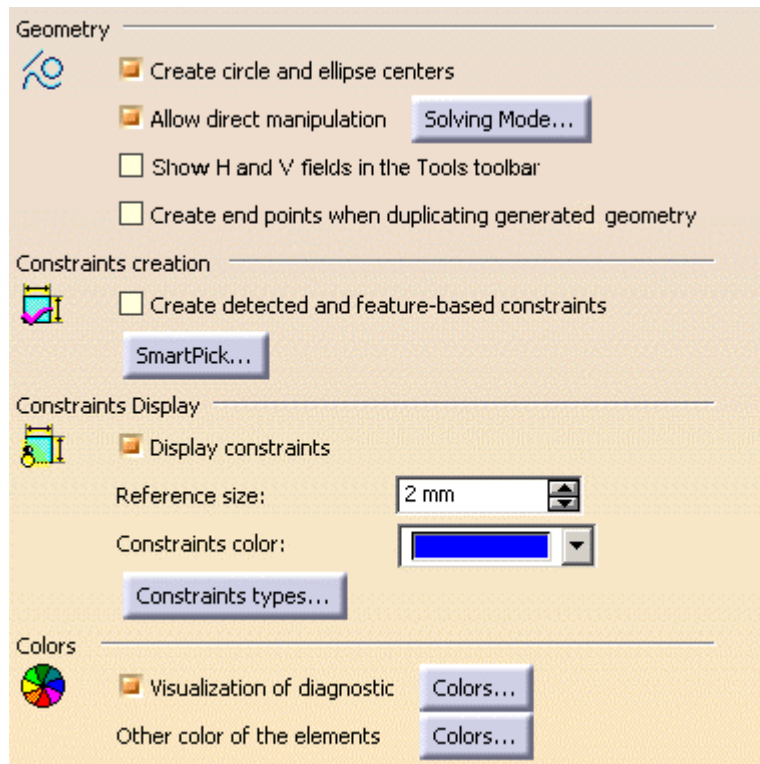 Geometry
Create circle and ellipse centers
Allow direct manipulation Solving Mode...
Show H and V fields in the Tools toolbar
Create end points when duplicating generated geometry
Constraints creation
Create detected and feature-based constraints
SmartPick...
Constraints Display
Display constraints
Reference size: 2 mm
Constraints color:
Constraints types...
Colors
Visualization of diagnostic Colors...
Other color of the elements Colors...